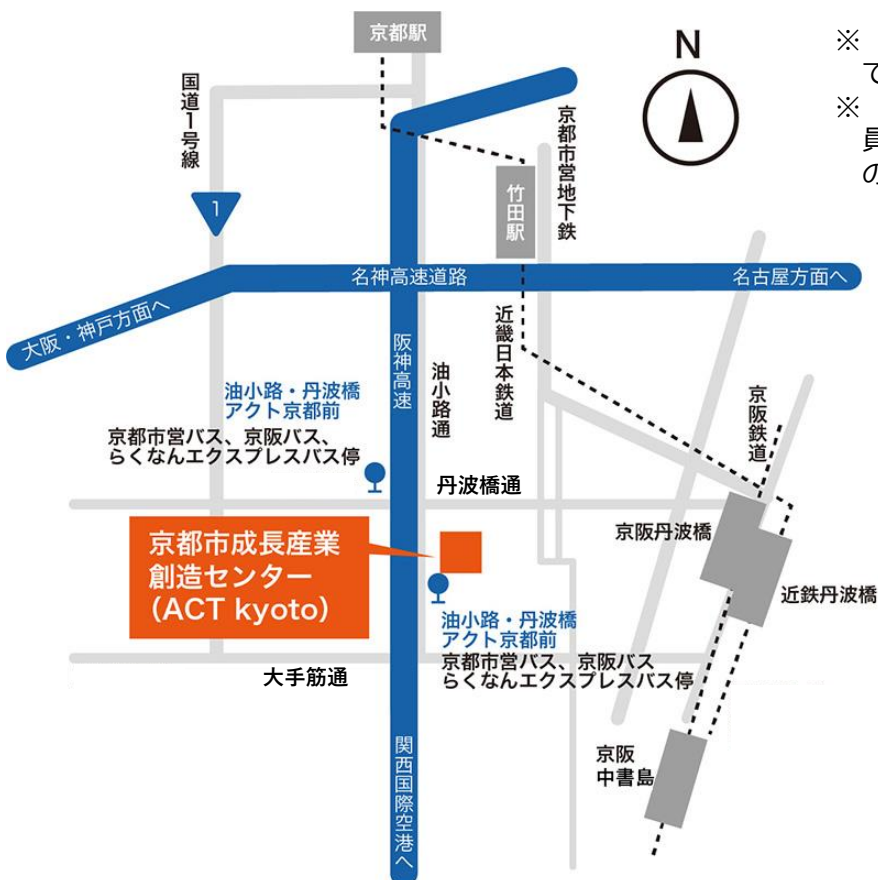 京都駅
N
※
て
※
員
の
国道1号線
1
京都市営地下鉄
竹田駅
名神高速道路
名古屋方面へ
大阪・神戸方面へ
阪神高速
油小路通
近畿日本鉄道
京阪鉄道
油小路・丹波橋
アクト京都前
京都市営バス、京阪バス、
らくなんエクスプレスバス停
丹波橋通
京都市成長産業
創造センター
(ACT kyoto)
京阪丹波橋
近鉄丹波橋
油小路・丹波橋
アクト京都前
京都市営バス、京阪バス
らくなんエクスプレスバス停
大手筋通
京阪
中書島
関西国際空港へ